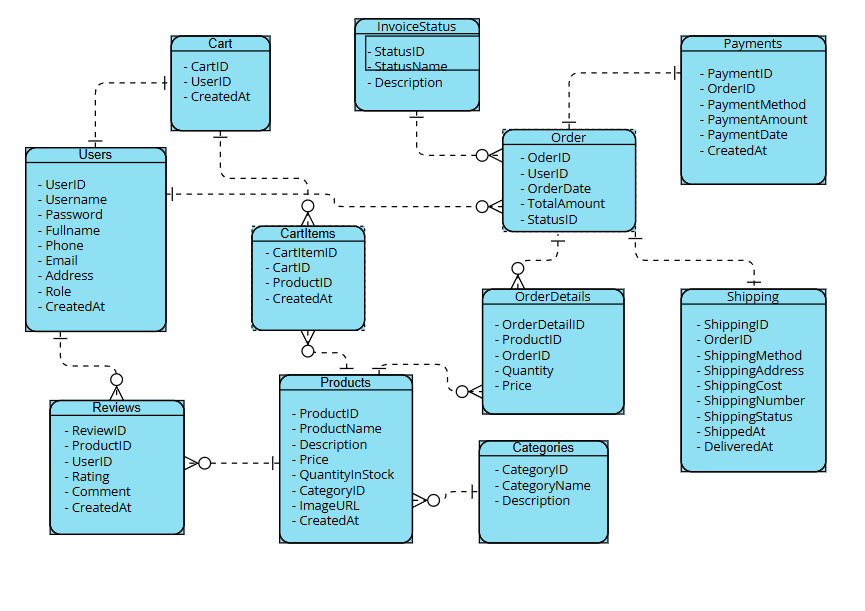 Cart
- CartID
- UserID
- CreatedAt
InvoiceStatus
- StatusID
- StatusName
- Description
Payments
- PaymentID
- OrderID
- PaymentMethod
- PaymentAmount
- PaymentDate
- CreatedAt
Users
- UserID
- Username
- Password
- Fullname
- Phone
- Email
- Address
- Role
- CreatedAt
Order
- OderID
- UserID
- OrderDate
- TotalAmount
- StatusID
CartItems
- CartItemID
- CartID
- ProductID
- CreatedAt
OrderDetails
- OrderDetailID
- ProductID
- OrderID
- Quantity
- Price
Shipping
- ShippingID
- OrderID
- ShippingMethod
- ShippingAddress
- ShippingCost
- ShippingNumber
- ShippingStatus
- ShippedAt
- DeliveredAt
Reviews
- ReviewID
- ProductID
- UserID
- Rating
- Comment
- CreatedAt
Products
- ProductID
- ProductName
- Description
- Price
- QuantityInStock
- CategoryID
- ImageURL
- CreatedAt
Categories
- CategoryID
- CategoryName
- Description